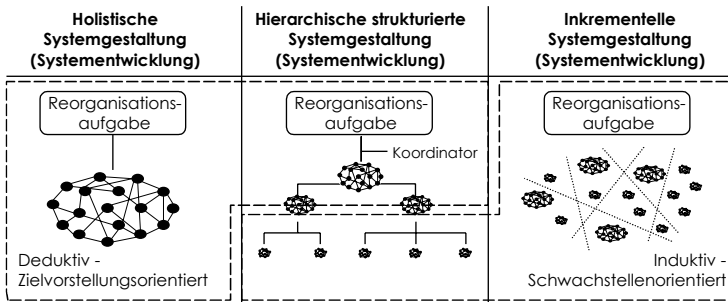 Holistische
Systemgestaltung
(Systementwicklung)
Hierarchische strukturierte
Systemgestaltung
(Systementwicklung)
Inkrementelle
Systemgestaltung
(Systementwicklung)
Reorganisations-
aufgabe
Reorganisations-
aufgabe
Reorganisations-
aufgabe
Koordinator
Deduktiv -
Zielvorstellungsorientiert
Induktiv -
Schwachstellenorientiert